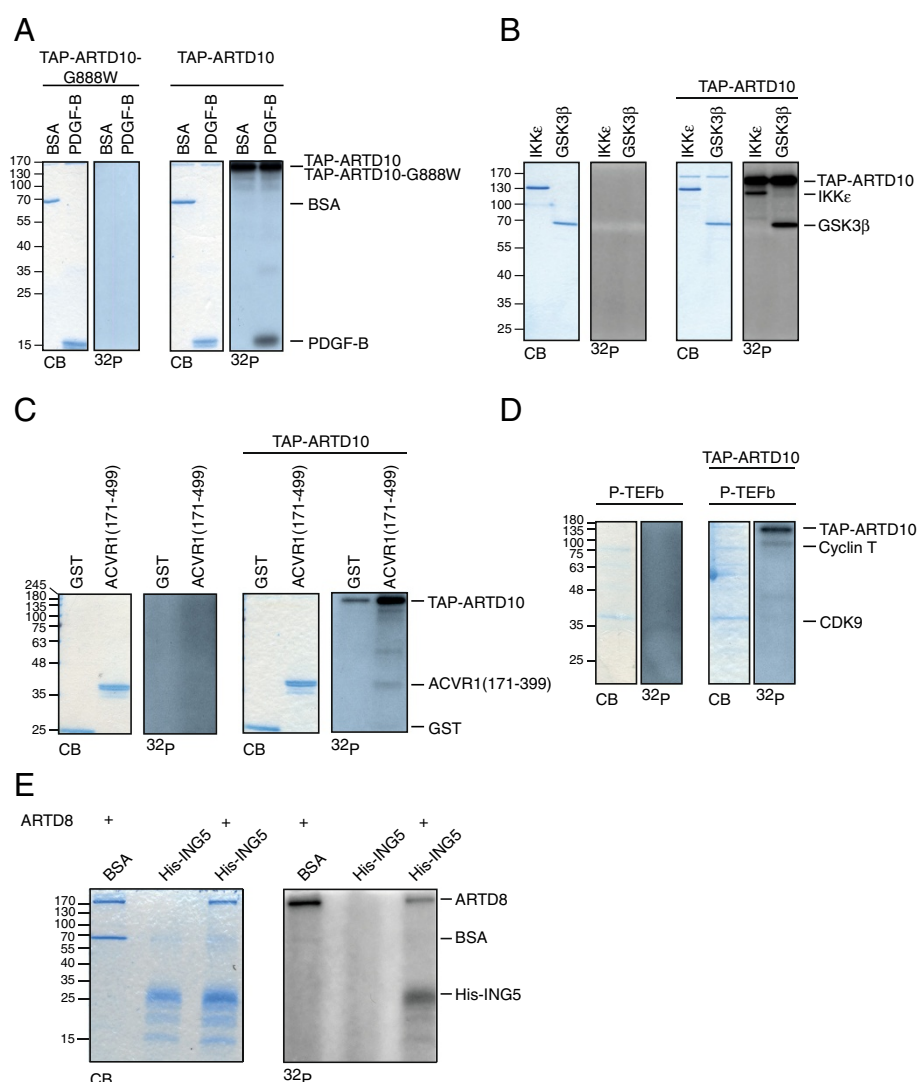 A
TAP-ARTD10-
G888W
TAP-ARTD10
BSA
PDGF-B
BSA
PDGF-B
BSA
PDGF-B
BSA
PDGF-B
170
130
100
70
55
40
35
25
15
TAP-ARTD10
TAP-ARTD10-G888W
BSA
PDGF-B
CB
32P
CB
32P
B
TAP-ARTD10
IKKε
GSK3β
IKKε
GSK3β
IKKε
GSK3β
IKKε
GSK3β
170
130
100
70
55
40
35
25
TAP-ARTD10
IKKε
GSK3β
CB
32P
CB
32P
C
TAP-ARTD10
GST
ACVR1(171-499)
GST
ACVR1(171-499)
GST
ACVR1(171-499)
GST
ACVR1(171-499)
245
180
135
100
75
63
48
35
25
TAP-ARTD10
ACVR1(171-399)
GST
CB
32P
CB
32P
D
TAP-ARTD10
P-TEFb
P-TEFb
180
135
100
75
63
48
35
25
TAP-ARTD10
Cyclin T
CDK9
CB
32P
CB
32P
E
ARTD8 + + + +
BSA
His-ING5
His-ING5
BSA
His-ING5
His-ING5
170
130
100
70
55
40
35
25
15
ARTD8
BSA
His-ING5
CB
32P